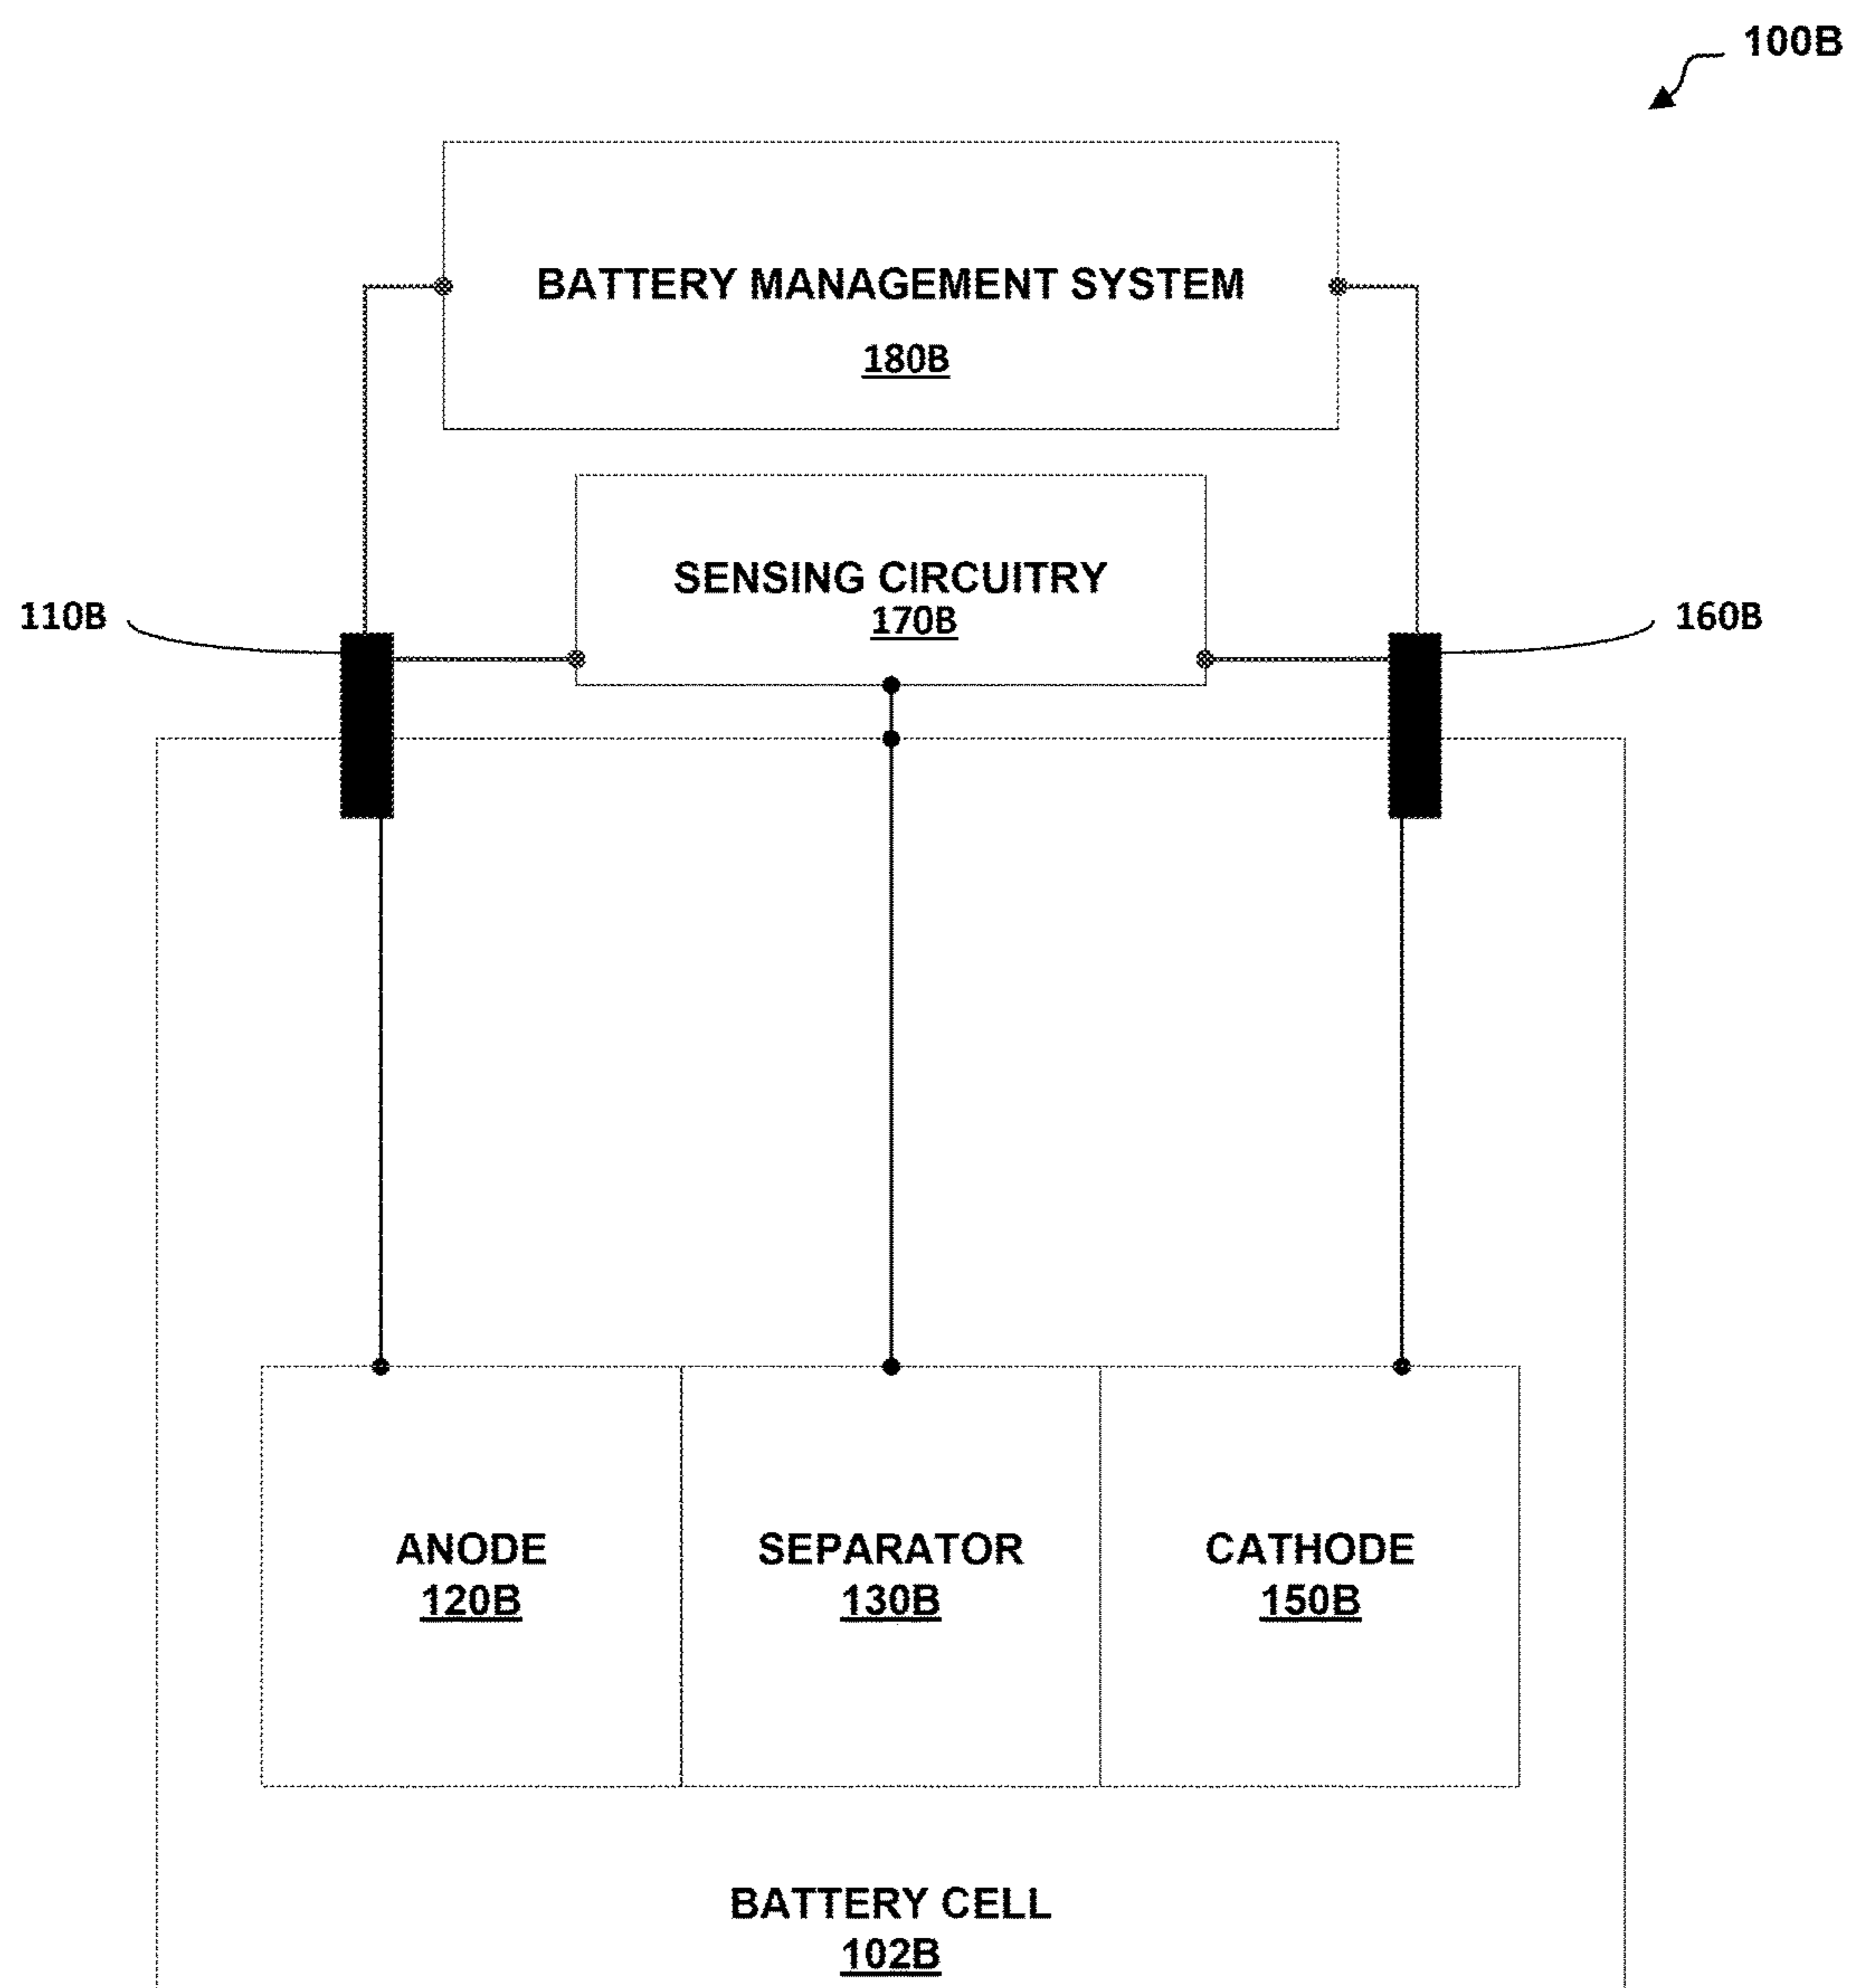 100B
BATTERY MANAGEMENT SYSTEM
180B
SENSING CIRCUITRY
170B
110B
160B
ANODE
120B
SEPARATOR
130B
CATHODE
150B
BATTERY CELL
102B